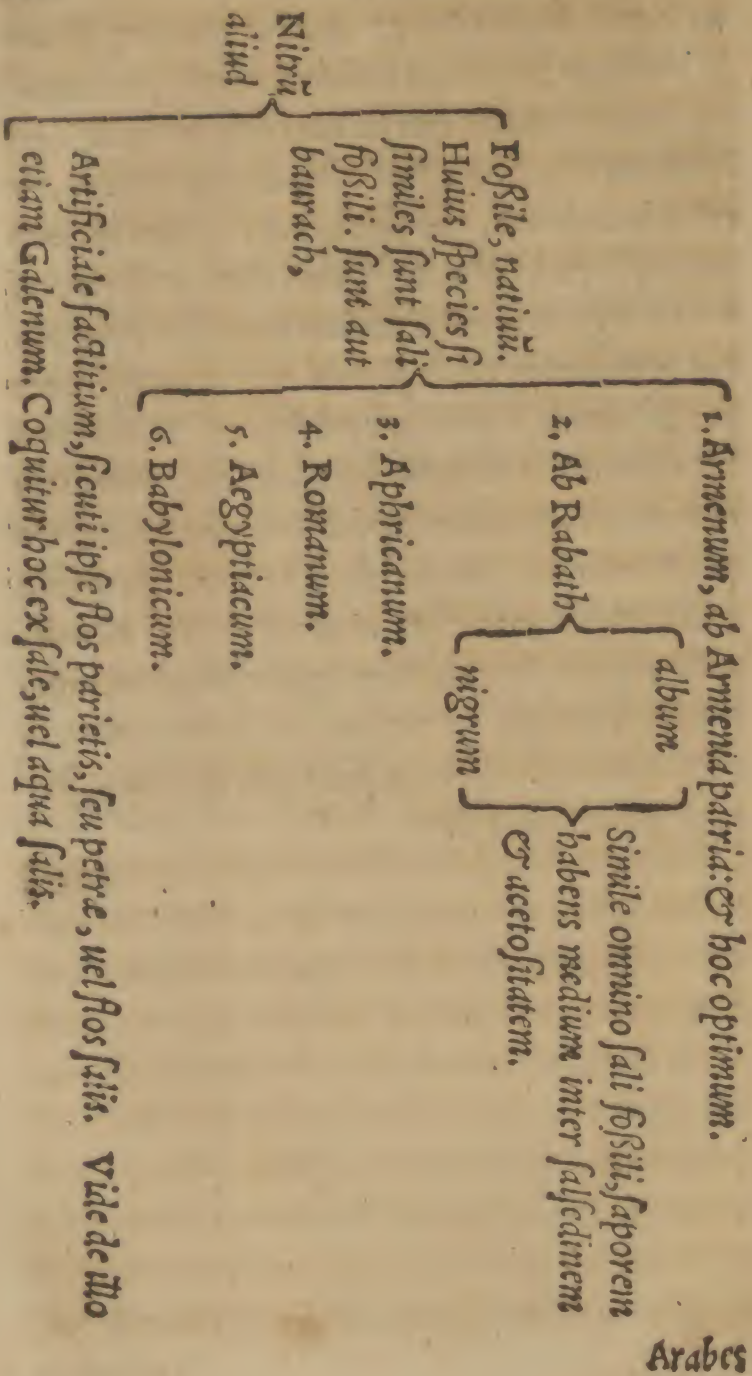 Nitrū
aliud
Foſsile, natiuū.
Huius ſpecies ſi
ſimiles ſunt ſali
foſsili. ſunt aut
baurach,
1. Armenum, ab Armenia patria: & hoc optimum.
2. Ab Rabath
album
nigrum
Simile omnino ſali foſsili, ſaporem
habens medium inter ſalſedinem
& acetoſitatem.
3. Aphricanum.
4. Romanum.
5. Aegyptiacum.
6. Babylonicum.
Artificiale factitium, ſicuti ipſe flos parietis, ſeu petræ, uel flos ſalis. Vide de illo
etiam Galenum. Coquitur hoc ex ſale, uel aqua ſalis.
Arabes